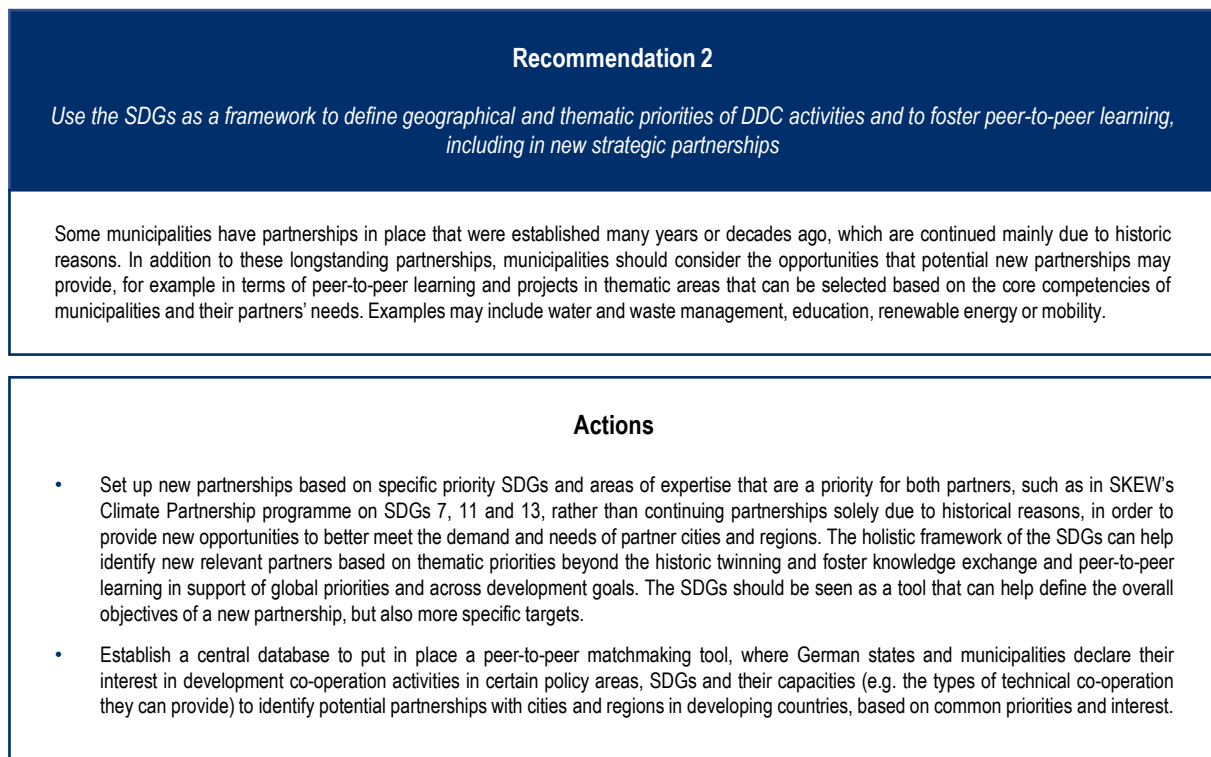 Recommendation 2
Use the SDGs as a framework to define geographical and thematic priorities of DDC activities and to foster peer-to-peer learning,
including in new strategic partnerships
Some municipalities have partnerships in place that were established many years or decades ago, which are continued mainly due to historic
reasons. In addition to these longstanding partnerships, municipalities should consider the opportunities that potential new partnerships may
provide, for example in terms of peer-to-peer learning and projects in thematic areas that can be selected based on the core competencies of
municipalities and their partners' needs. Examples may include water and waste management, education, renewable energy or mobility.
Actions
• Set up new partnerships based on specific priority SDGs and areas of expertise that are a priority for both partners, such as in SKEW's
Climate Partnership programme on SDGs 7, 11 and 13, rather than continuing partnerships solely due to historical reasons, in order to
provide new opportunities to better meet the demand and needs of partner cities and regions. The holistic framework of the SDGs can help
identify new relevant partners based on thematic priorities beyond the historic twinning and foster knowledge exchange and peer-to-peer
learning in support of global priorities and across development goals. The SDGs should be seen as a tool that can help define the overall
objectives of a new partnership, but also more specific targets.
• Establish a central database to put in place a peer-to-peer matchmaking tool, where German states and municipalities declare their
interest in development co-operation activities in certain policy areas, SDGs and their capacities (e.g. the types of technical co-operation
they can provide) to identify potential partnerships with cities and regions in developing countries, based on common priorities and interest.